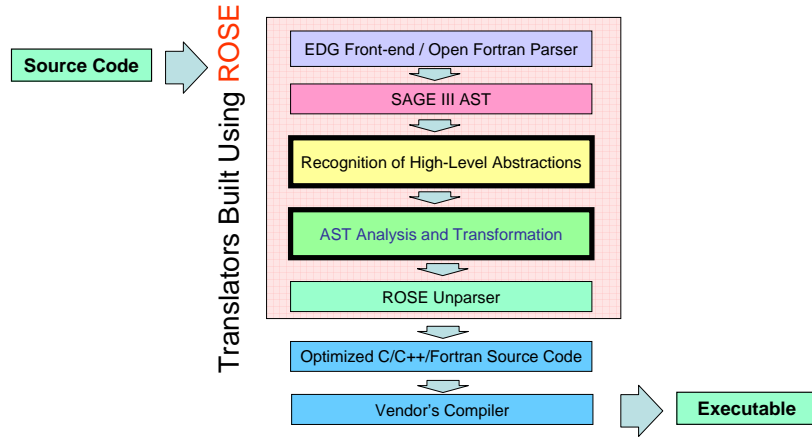 Source Code
Translators Built Using ROSE
EDG Front-end / Open Fortran Parser
SAGE III AST
Recognition of High-Level Abstractions
AST Analysis and Transformation
ROSE Unparser
Optimized C/C++/Fortran Source Code
Vendor's Compiler
Executable